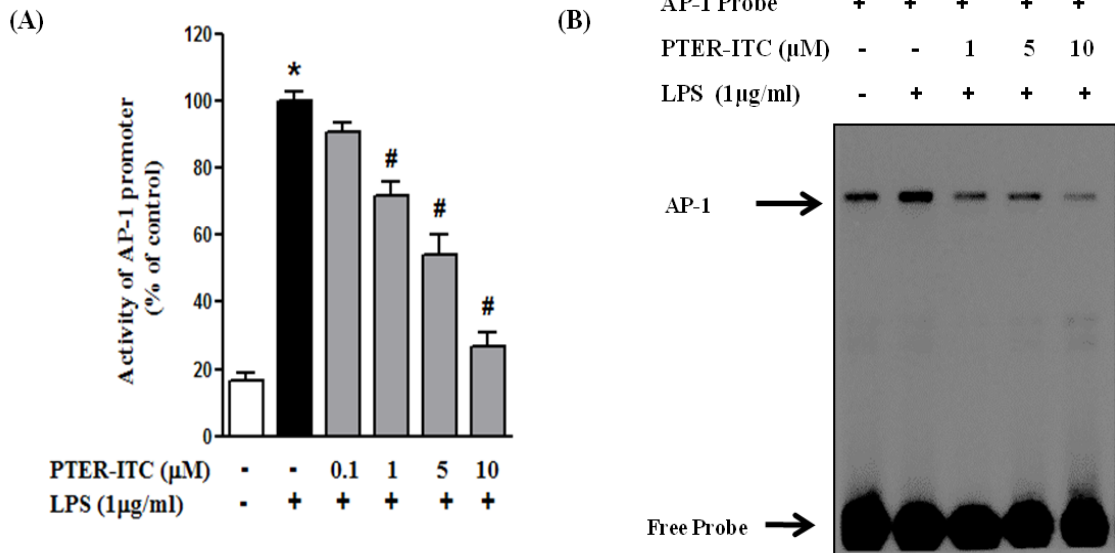 (A)
120
100
80
60
40
20
0
Activity of AP-1 promoter
(% of control)
*
#
#
#
PTER-ITC (μM) - - 0.1 1 5 10
LPS (1μg/ml) - + + + + +
(B)
AP-1 Probe + + + + +
PTER-ITC (μM) - - 1 5 10
LPS (1μg/ml) - + + + +
AP-1
Free Probe